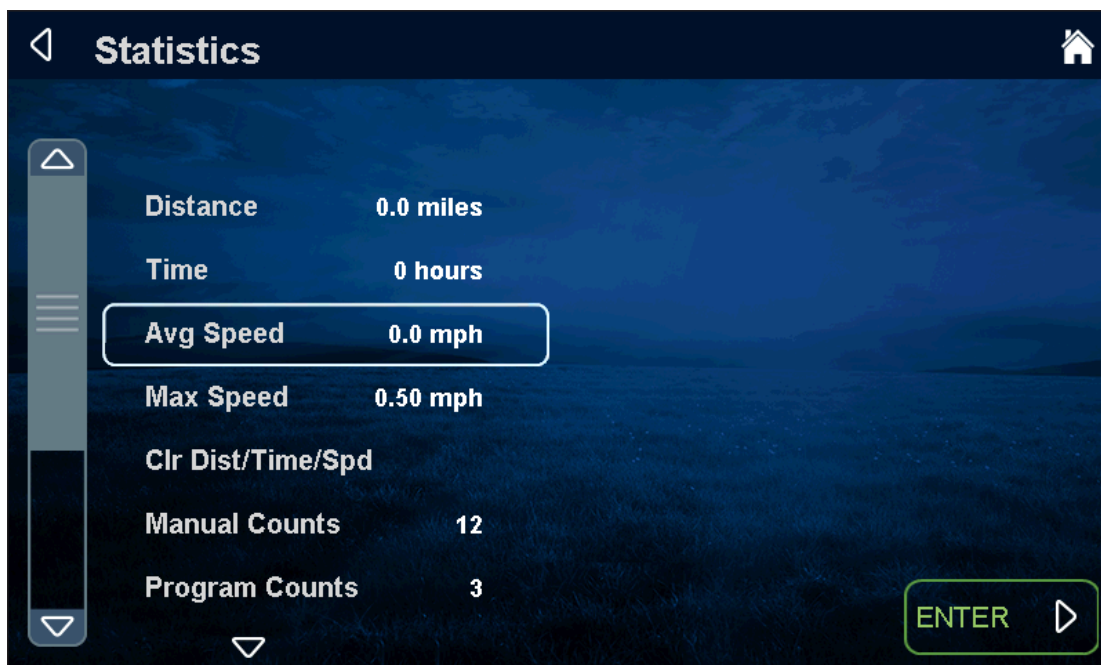 Statistics
Distance 0.0 miles
Time 0 hours
Avg Speed 0.0 mph
Max Speed 0.50 mph
Clr Dist/Time/Spd
Manual Counts 12
Program Counts 3
ENTER